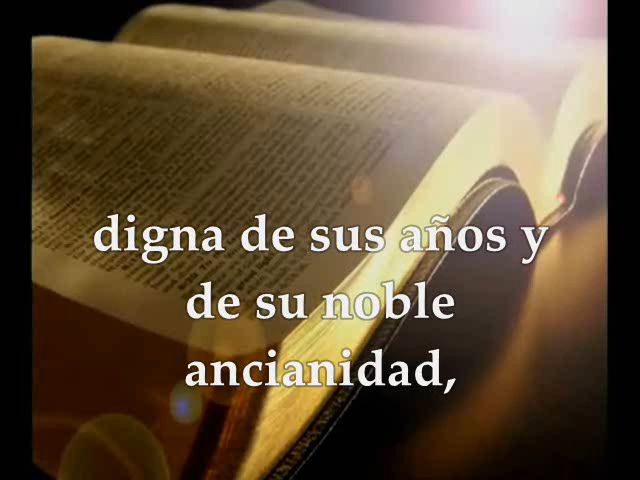 digna de sus años y
de su noble
ancianidad,